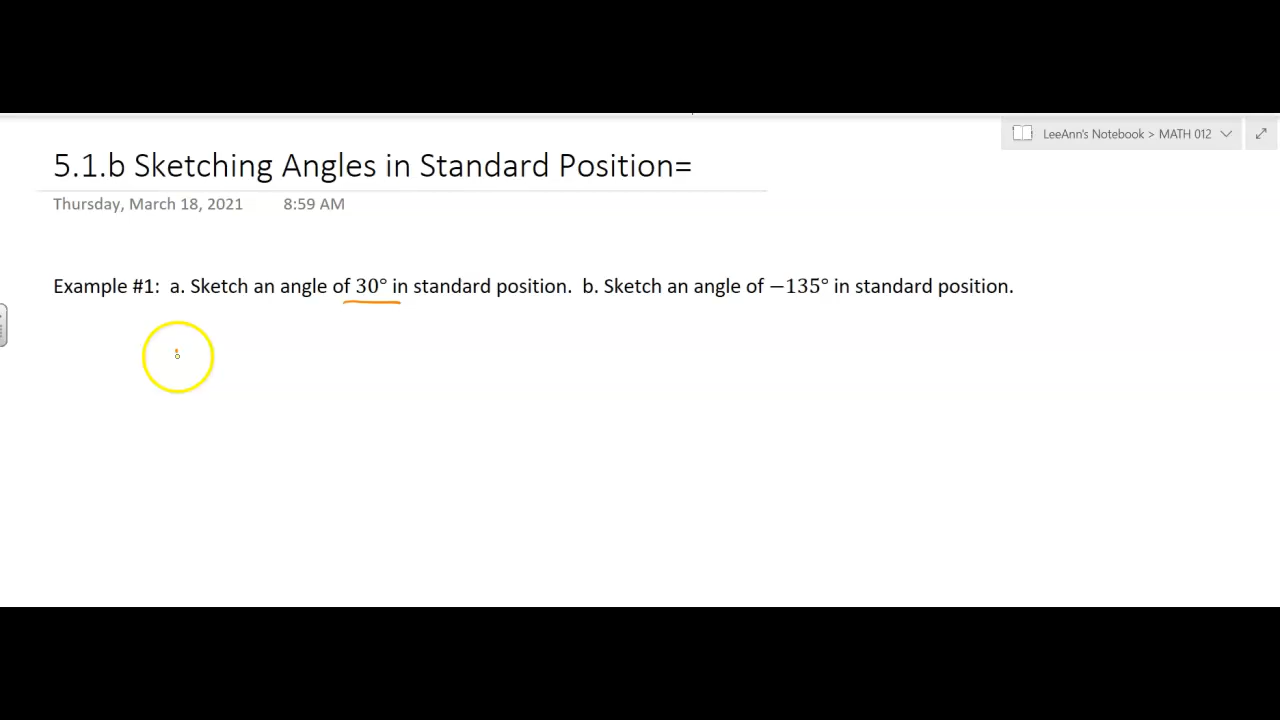 LeeAnn's Notebook > MATH 012
5.1.b Sketching Angles in Standard Position=
Thursday, March 18, 2021 8:59 AM
Example #1: a. Sketch an angle of 30° in standard position. b. Sketch an angle of −135° in standard position.